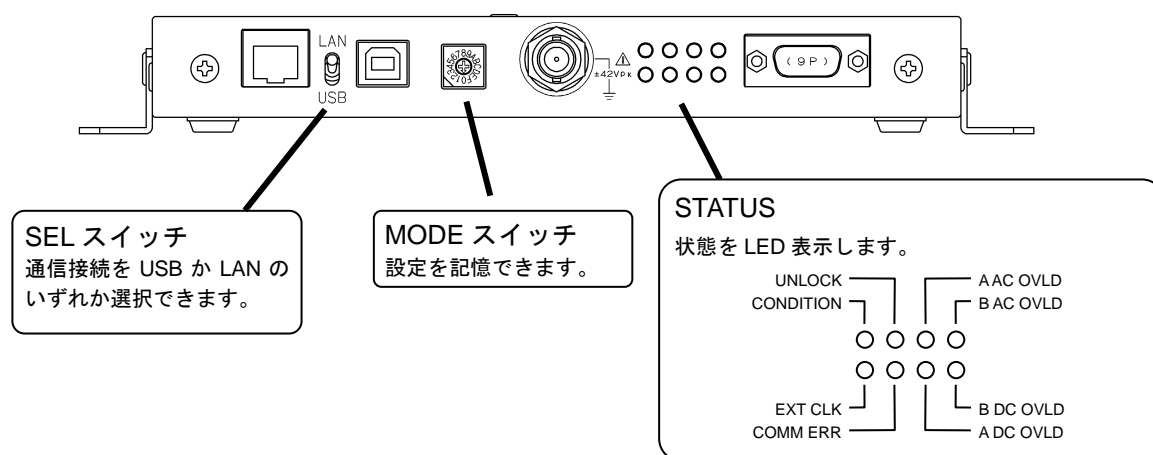 LAN
USB
3456789ABCDEF012
±42VPK
(9P)
SEL スイッチ
通信接続を USB か LAN の
いずれか選択できます。
MODE スイッチ
設定を記憶できます。
STATUS
状態を LED 表示します。
UNLOCK
CONDITION
A AC OVLD
B AC OVLD
EXT CLK
COMM ERR
B DC OVLD
A DC OVLD